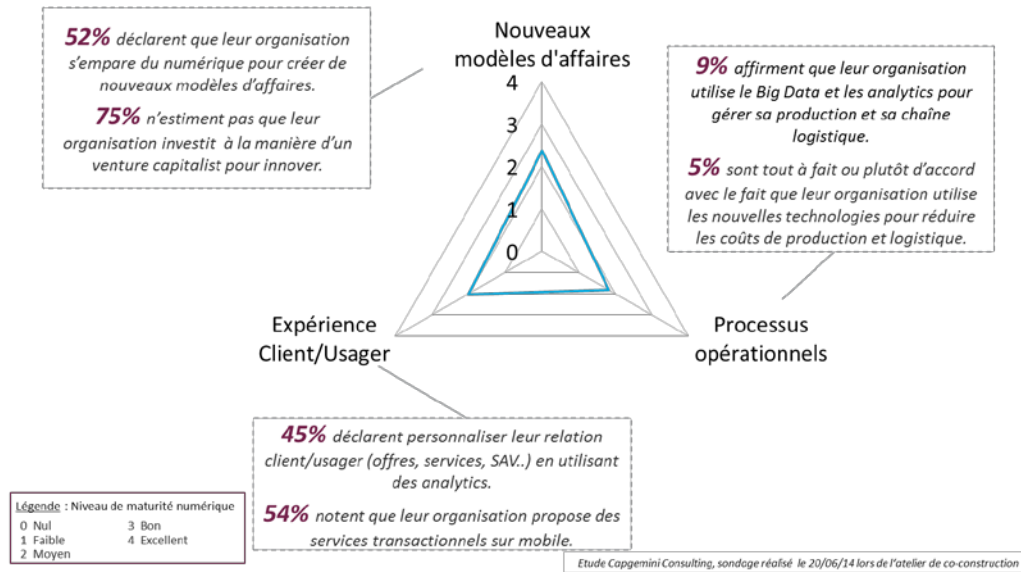 52% déclarent que leur organisation
s'empare du numérique pour créer de
nouveaux modèles d'affaires.
75% n'estiment pas que leur
organisation investit à la manière d'un
venture capitalist pour innover.
Nouveaux
modèles d'affaires
4
3
2
1
0
9% affirment que leur organisation
utilise le Big Data et les analytics pour
gérer sa production et sa chaîne
logistique.
5% sont tout à fait ou plutôt d'accord
avec le fait que leur organisation utilise
les nouvelles technologies pour réduire
les coûts de production et logistique.
Expérience
Client/Usager
Processus
opérationnels
45% déclarent personnaliser leur relation
client/usager (offres, services, SAV..) en utilisant
des analytics.
54% notent que leur organisation propose des
services transactionnels sur mobile.
Légende : Niveau de maturité numérique
0 Nul 3 Bon
1 Faible 4 Excellent
2 Moyen
Etude Capgemini Consulting, sondage réalisé le 20/06/14 lors de l'atelier de co-construction